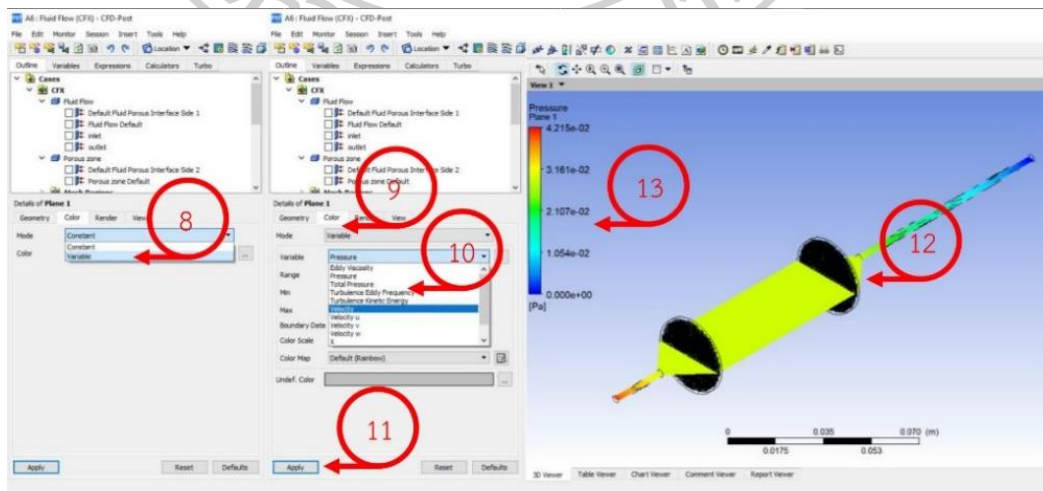 A6 : Fluid Flow (CFX) - CFD-Post
File Edit Monitor Session Insert Tools Help
Location
Outline Variables Expressions Calculators Turbo
Cases
CFX
Fluid Flow
Default Fluid Porous Interface Side 1
Fluid Flow Default
inlet
outlet
Porous zone
Default Fluid Porous Interface Side 2
Porous zone Default
Details of Plane 1
Geometry Color Render View
8
Mode Constant
Constant
Color Variable
Apply Reset Defaults
A6 : Fluid Flow (CFX) - CFD-Post
File Edit Monitor Session Insert Tools Help
Location
Outline Variables Expressions Calculators Turbo
Cases
CFX
Fluid Flow
Default Fluid Porous Interface Side 1
Fluid Flow Default
inlet
outlet
Porous zone
Default Fluid Porous Interface Side 2
Porous zone Default
9
Details of Plane 1
Geometry Color Render View
Mode Variable
10
Variable Pressure
Eddy Viscosity
Range Pressure
Total Pressure
Min Turbulence Eddy Frequency
Turbulence Kinetic Energy
Max Velocity
Velocity u
Boundary Data Velocity v
Velocity w
Color Scale X
Color Map Default (Rainbow)
Undef. Color
11
Apply Reset Defaults
View 1
Pressure
Plane 1
4.215e-02
3.161e-02
13
2.107e-02
12
1.054e-02
0.000e+00
[Pa]
0 0.035 0.070 (m)
0.0175 0.053
3D Viewer Table Viewer Chart Viewer Comment Viewer Report Viewer